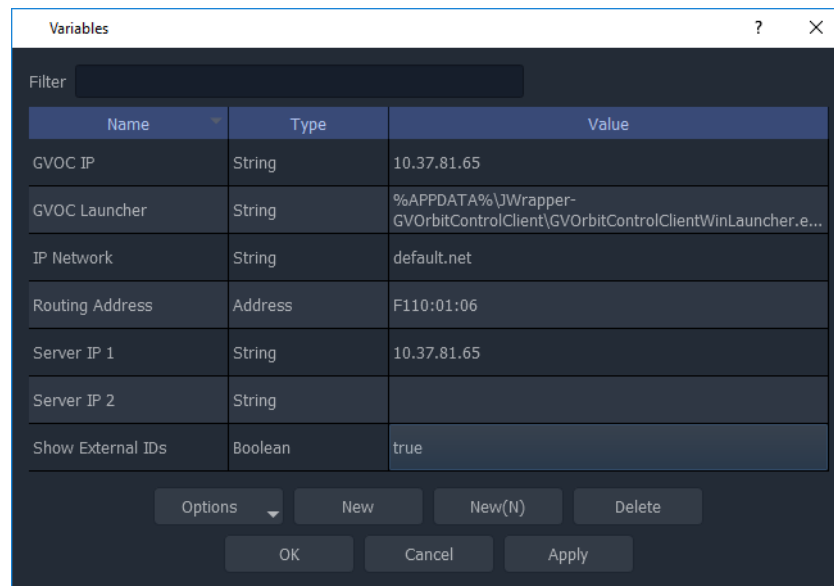 Variables
?
Filter
Name Type Value
GVOC IP String 10.37.81.65
GVOC Launcher String %APPDATA%\JWrapper-
GVOrbitControlClient\GVOrbitControlClientWinLauncher.e...
IP Network String default.net
Routing Address Address F110:01:06
Server IP 1 String 10.37.81.65
Server IP 2 String
Show External IDs Boolean true
Options New New(N) Delete
OK Cancel Apply